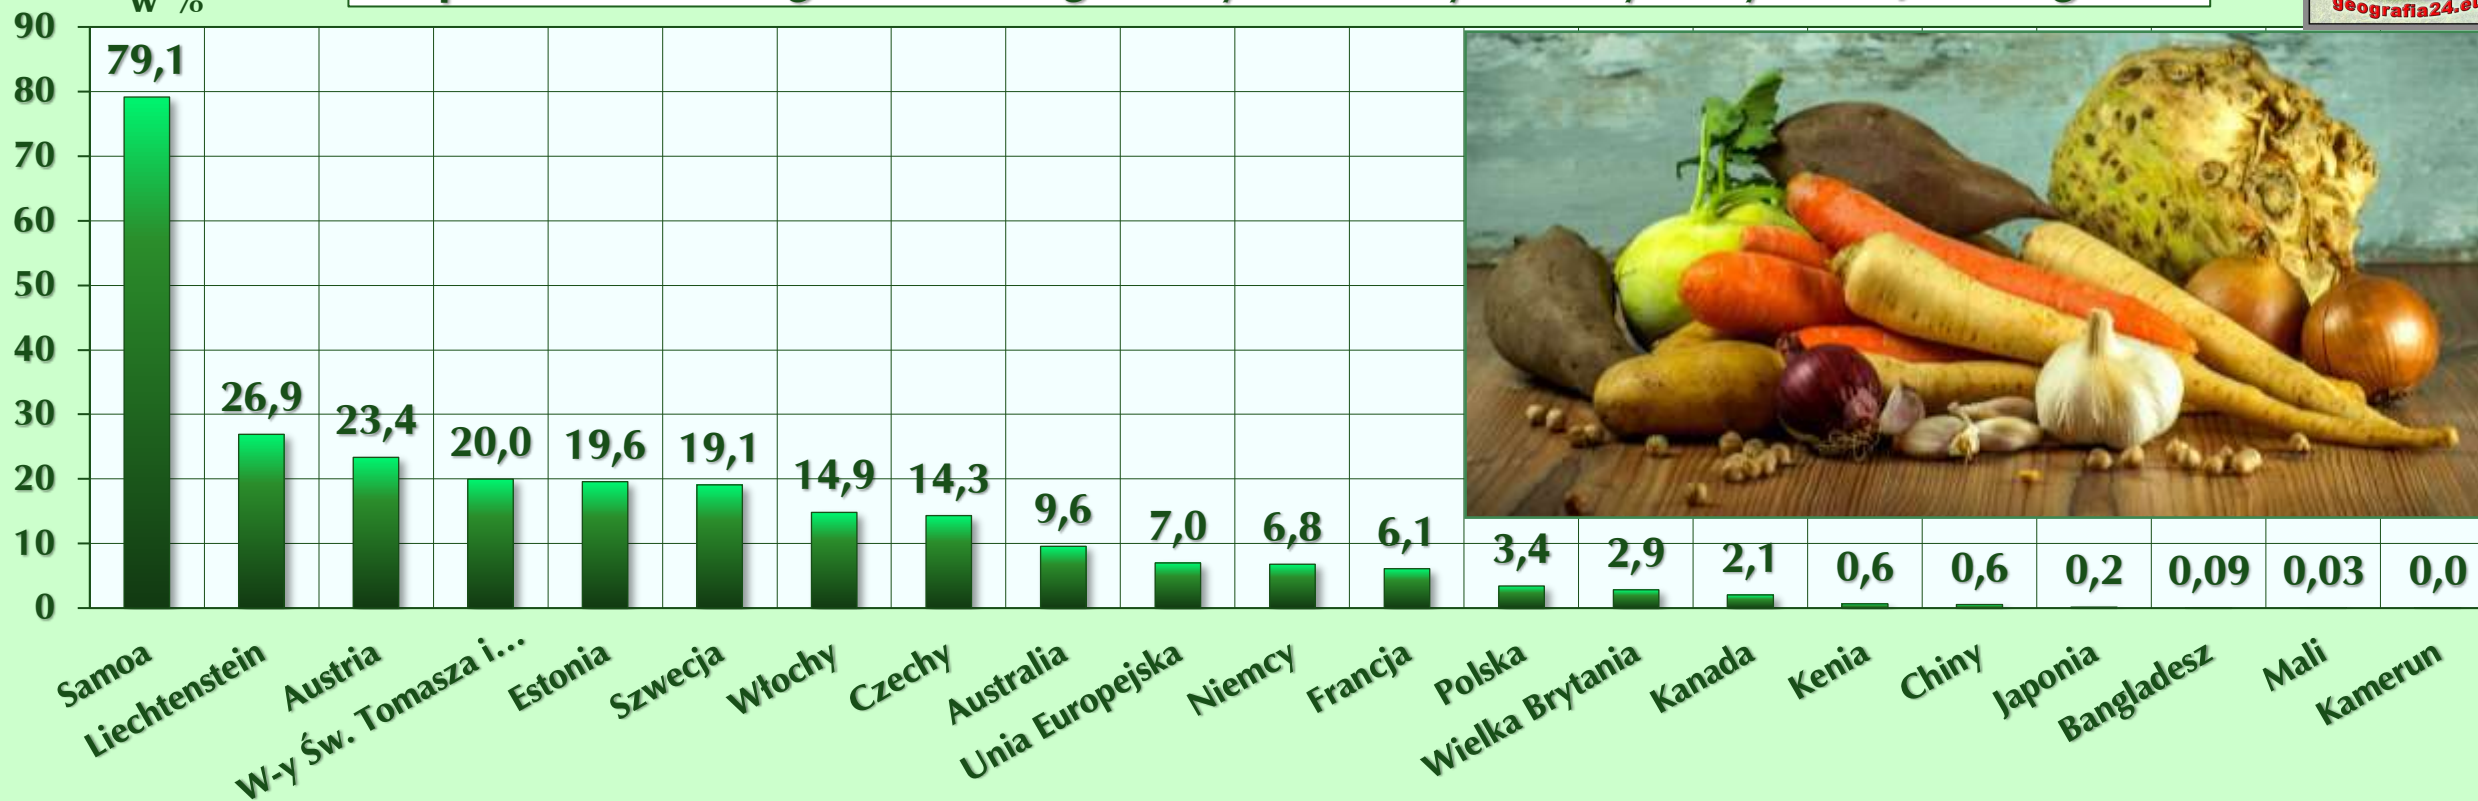 w %
geografia24.eu
90
80
70
60
50
40
30
20
10
0
79,1
26,9
23,4
20,0
19,6
19,1
14,9
14,3
9,6
7,0
6,8
6,1
3,4
2,9
2,1
0,6
0,6
0,2
0,09
0,03
0,0
Samoa
Liechtenstein
Austria
W-y Św. Tomasza i...
Estonia
Szwecja
Włochy
Czechy
Australia
Unia Europejska
Niemcy
Francja
Polska
Wielka Brytania
Kanada
Kenia
Chiny
Japonia
Bangladesz
Mali
Kamerun